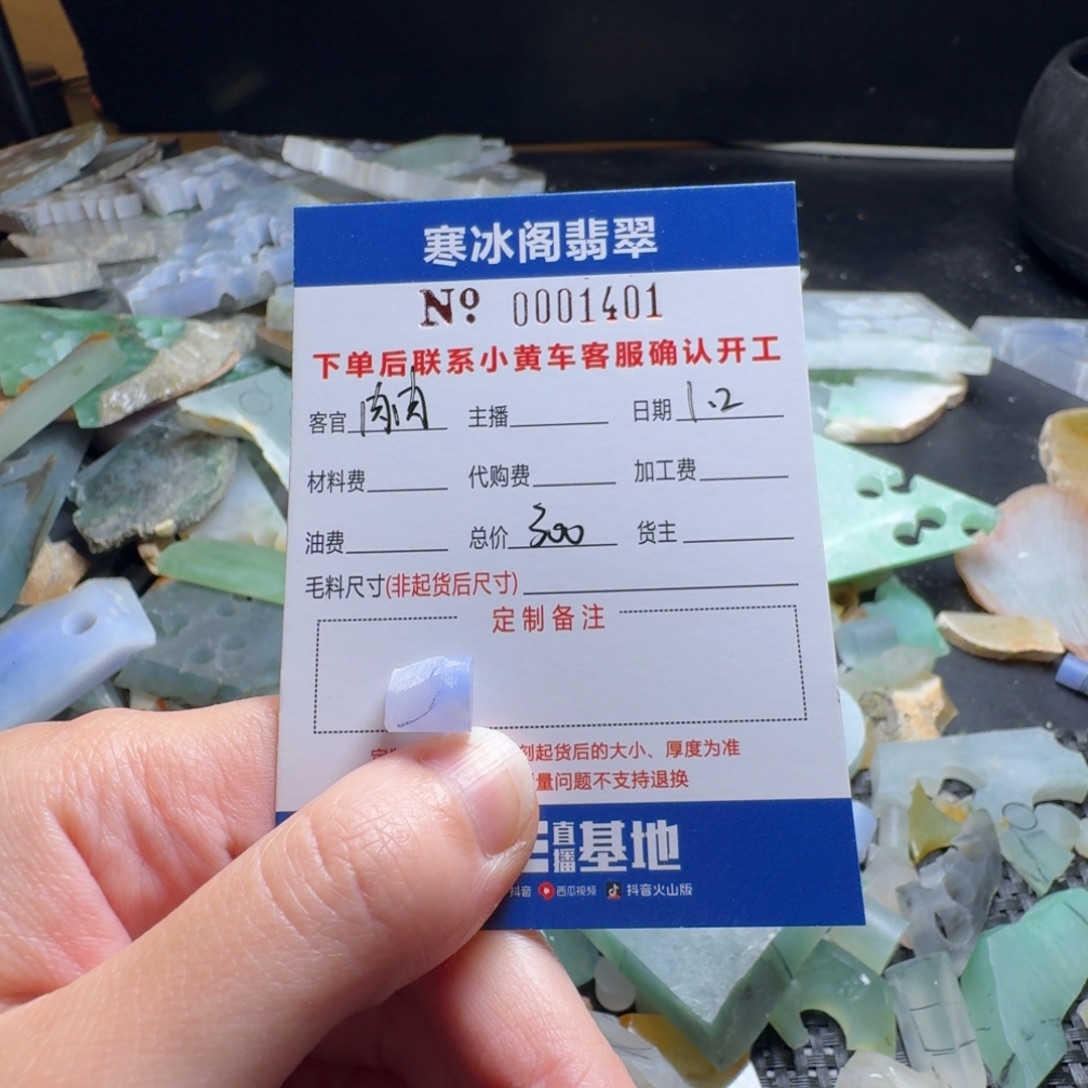 寒冰阁翡翠
Nº 0001401
下单后联系小黄车客服确认开工
客官 肉肉 主播 日期 1.2
材料费 代购费 加工费
油费 总价 300 货主
毛料尺寸(非起货后尺寸)
定制备注
刻起货后的大小、厚度为准
量问题不支持退换
直播基地
抖音 西瓜视频 抖音火山版